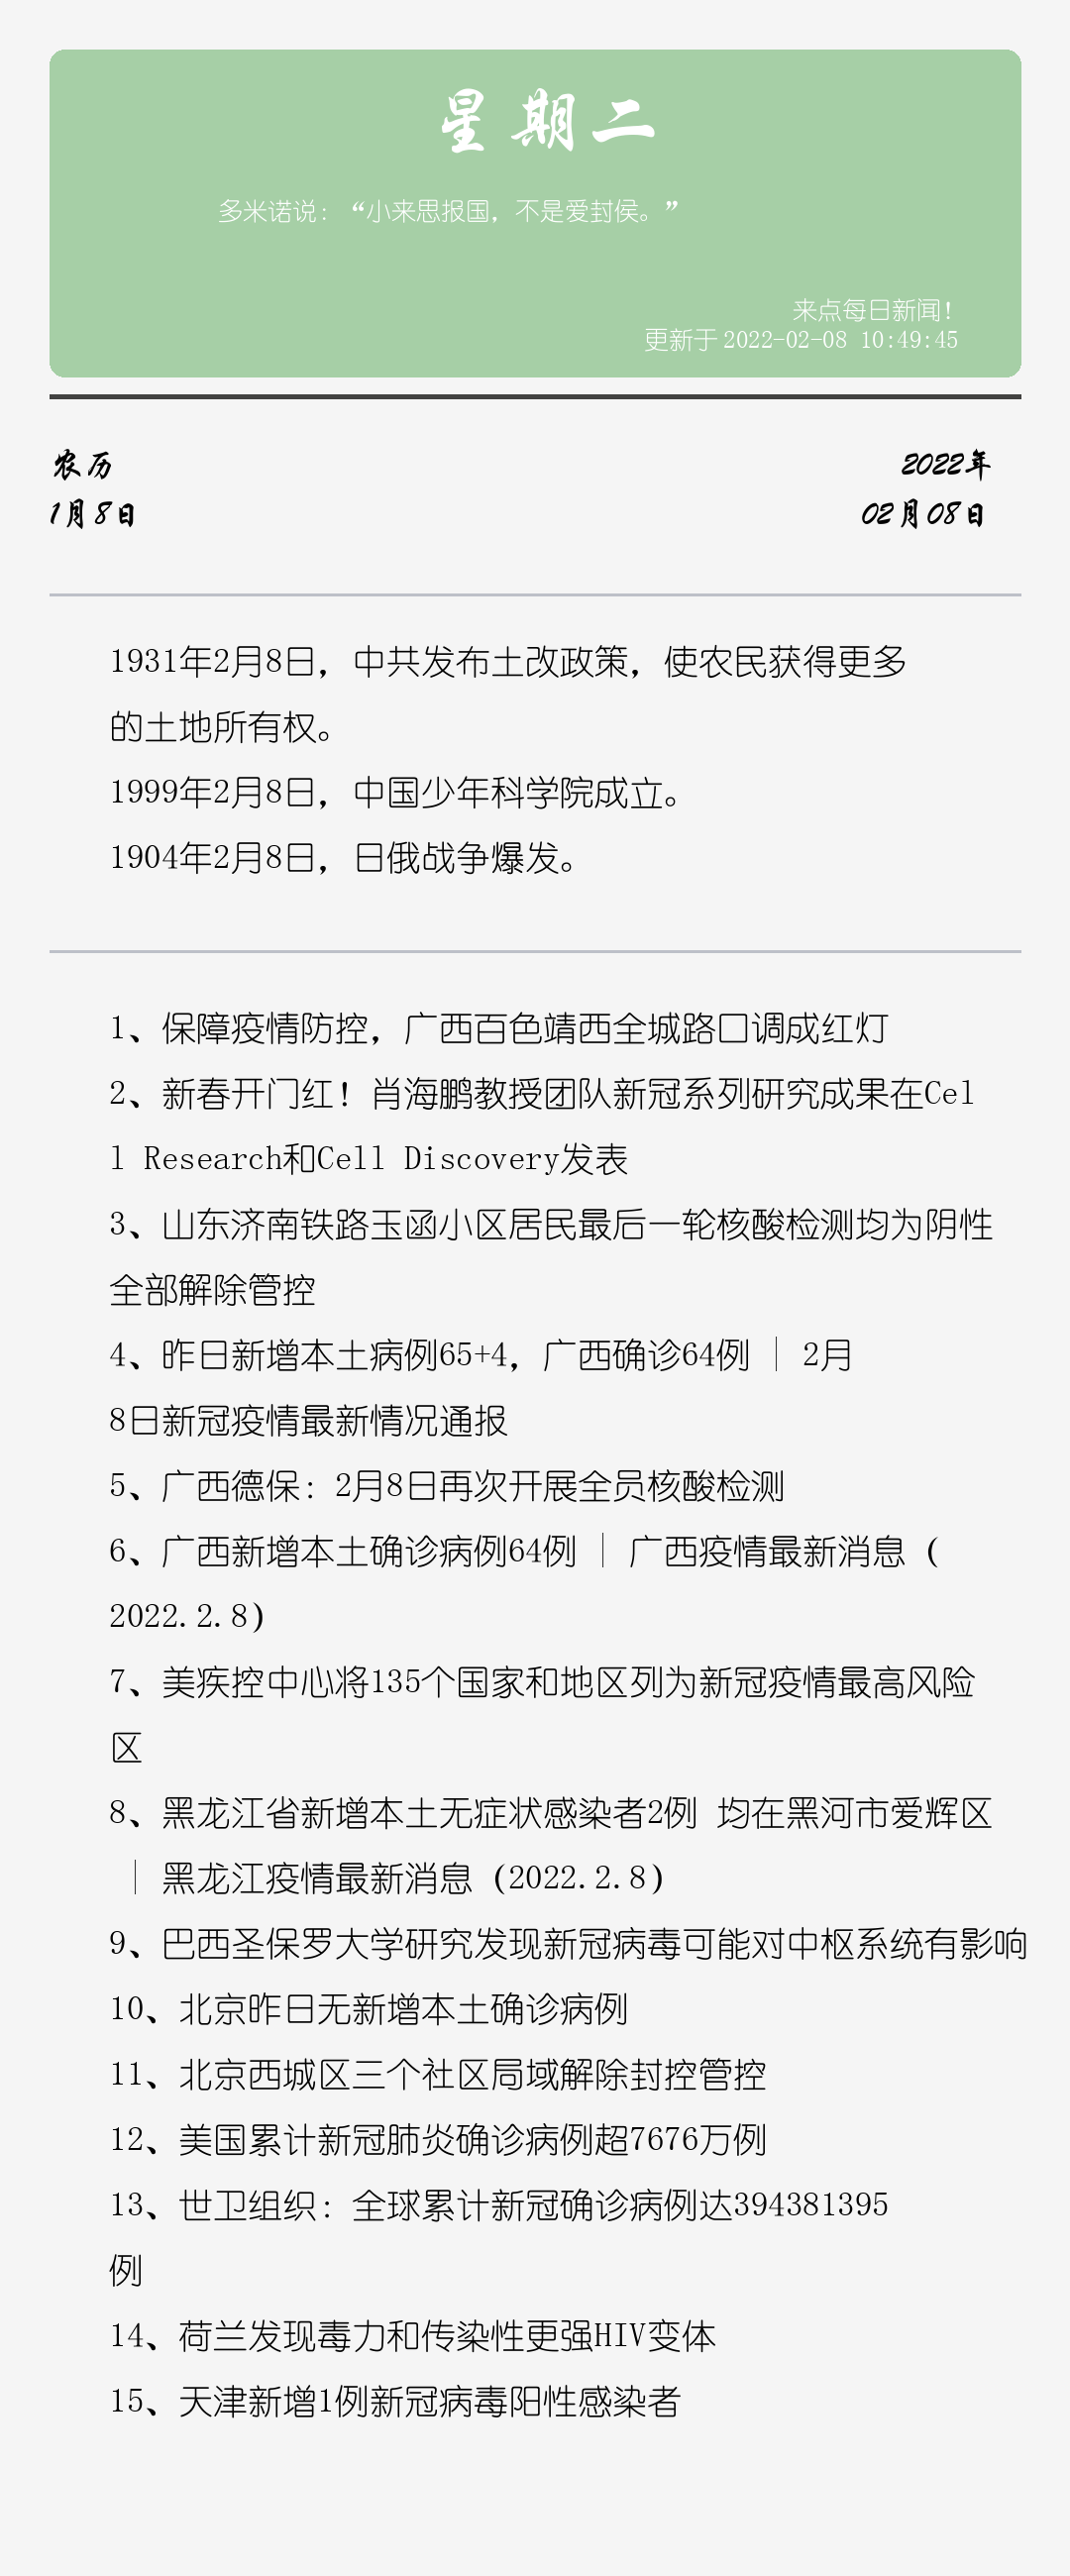 星期二
多米诺说：“小来思报国，不是爱封侯。”
来点每日新闻！
更新于 2022-02-08 10:49:45
农历
2022年
1月8日
02月08日
1931年2月8日，中共发布土改政策，使农民获得更多
的土地所有权。
1999年2月8日，中国少年科学院成立。
1904年2月8日，日俄战争爆发。
1、保障疫情防控，广西百色靖西全城路口调成红灯
2、新春开门红！肖海鹏教授团队新冠系列研究成果在Cel
l Research和Cell Discovery发表
3、山东济南铁路玉函小区居民最后一轮核酸检测均为阴性
全部解除管控
4、昨日新增本土病例65+4，广西确诊64例｜2月
8日新冠疫情最新情况通报
5、广西德保：2月8日再次开展全员核酸检测
6、广西新增本土确诊病例64例｜广西疫情最新消息（
2022.2.8）
7、美疾控中心将135个国家和地区列为新冠疫情最高风险
区
8、黑龙江省新增本土无症状感染者2例 均在黑河市爱辉区
｜黑龙江疫情最新消息（2022.2.8）
9、巴西圣保罗大学研究发现新冠病毒可能对中枢系统有影响
10、北京昨日无新增本土确诊病例
11、北京西城区三个社区局域解除封控管控
12、美国累计新冠肺炎确诊病例超7676万例
13、世卫组织：全球累计新冠确诊病例达394381395
例
14、荷兰发现毒力和传染性更强HIV变体
15、天津新增1例新冠病毒阳性感染者